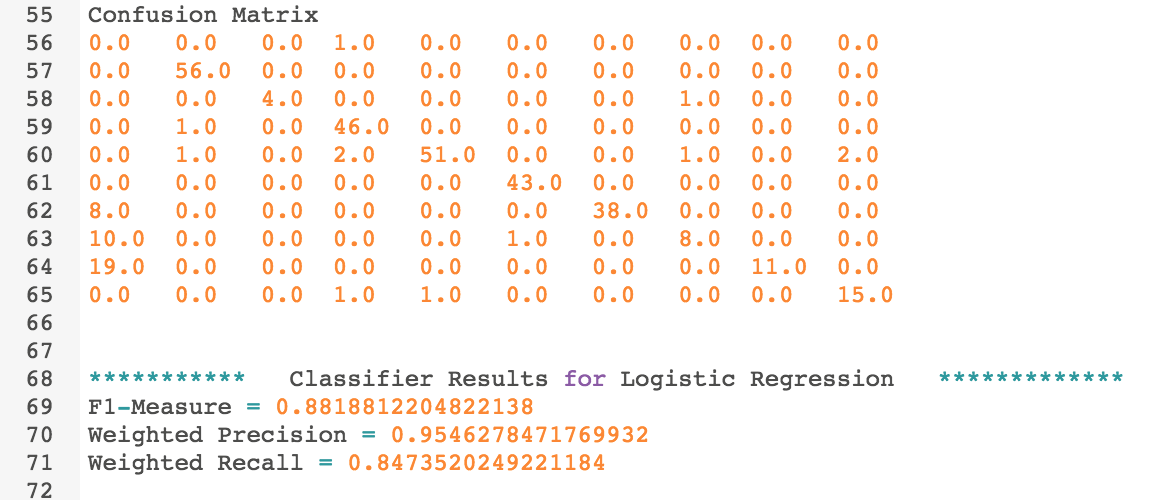 55 Confusion Matrix
56 0.0 0.0 0.0 1.0 0.0 0.0 0.0 0.0 0.0 0.0
57 0.0 56.0 0.0 0.0 0.0 0.0 0.0 0.0 0.0 0.0
58 0.0 0.0 4.0 0.0 0.0 0.0 0.0 1.0 0.0 0.0
59 0.0 1.0 0.0 46.0 0.0 0.0 0.0 0.0 0.0 0.0
60 0.0 1.0 0.0 2.0 51.0 0.0 0.0 1.0 0.0 2.0
61 0.0 0.0 0.0 0.0 0.0 43.0 0.0 0.0 0.0 0.0
62 8.0 0.0 0.0 0.0 0.0 0.0 38.0 0.0 0.0 0.0
63 10.0 0.0 0.0 0.0 0.0 1.0 0.0 8.0 0.0 0.0
64 19.0 0.0 0.0 0.0 0.0 0.0 0.0 0.0 11.0 0.0
65 0.0 0.0 0.0 1.0 1.0 0.0 0.0 0.0 0.0 15.0
66
67
68 *********** Classifier Results for Logistic Regression *************
69 F1-Measure = 0.8818812204822138
70 Weighted Precision = 0.9546278471769932
71 Weighted Recall = 0.8473520249221184
72